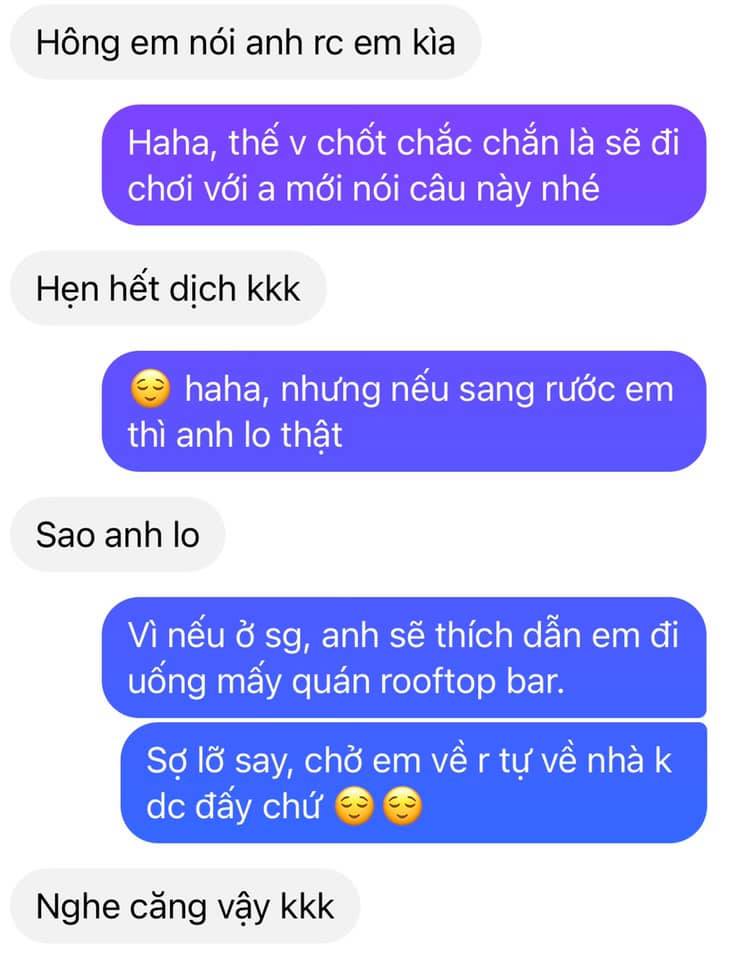 Hông em nói anh rc em kìa
Haha, thế v chốt chắc chắn là sẽ đi
chơi với a mới nói câu này nhé
Hẹn hết dịch kkk
😌 haha, nhưng nếu sang rước em
thì anh lo thật
Sao anh lo
Vì nếu ở sg, anh sẽ thích dẫn em đi
uống mấy quán rooftop bar.
Sợ lỡ say, chở em về r tự về nhà k
dc đấy chứ 😌😌
Nghe căng vậy kkk